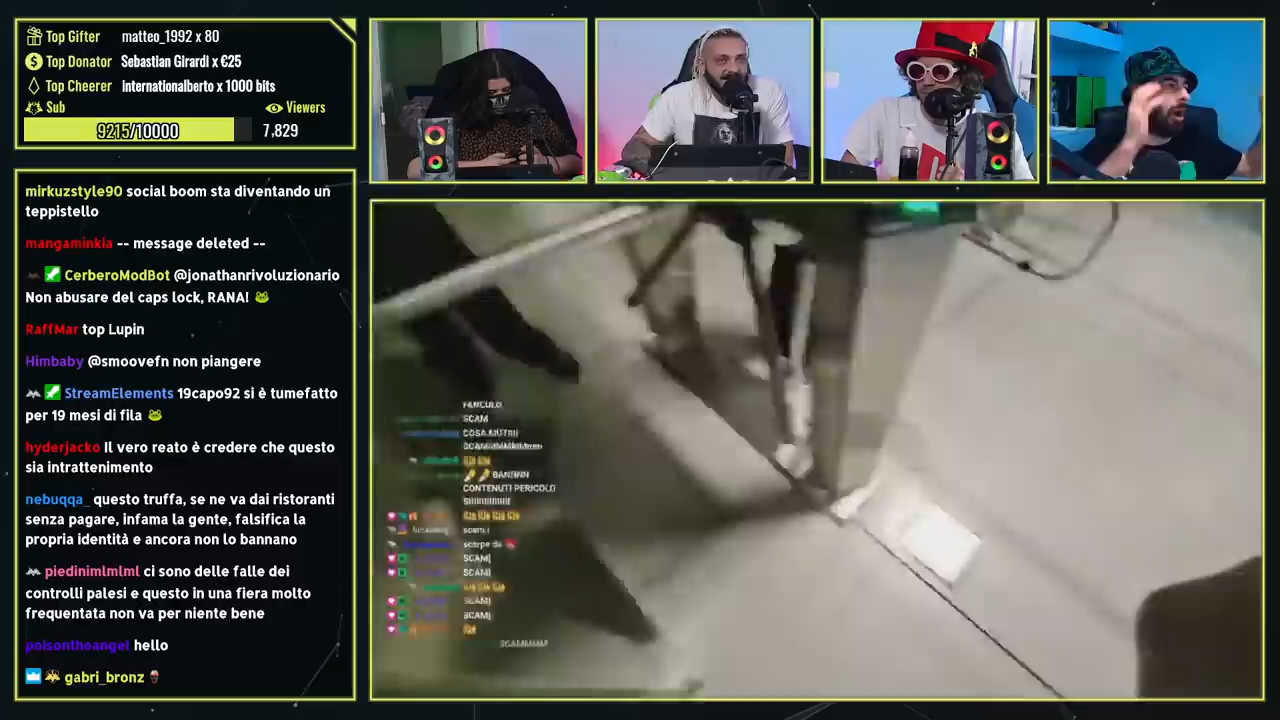 Top Gifter matteo_1992 x 80
Top Donator Sebastian Girardi x €25
Top Cheerer Internationalberto x 1000 bits
Sub Viewers
9215/10000 7,829
mirkuzstyle90 social boom sta diventando un
teppistello
mangaminkia -- message deleted --
CerberoModBot @jonathanrivoluzionario
Non abusare del caps lock, RANA!
RaffMar top Lupin
Himbaby @smoovefn non piangere
StreamElements 19capo92 si è tumefatto
per 19 mesi di fila
hyderjacko Il vero reato è credere che questo
sia intrattenimento
nebuqqa_ questo truffa, se ne va dai ristoranti
senza pagare, infama la gente, falsifica la
propria identità e ancora non lo bannano
piedinimlmlml ci sono delle falle dei
controlli palesi e questo in una fiera molto
frequentata non va per niente bene
poisonthoangel hello
gabri_bronz
SCAM
CONTENUTI PERICOLO
SCAM
SCAM
SCAM
SCAM